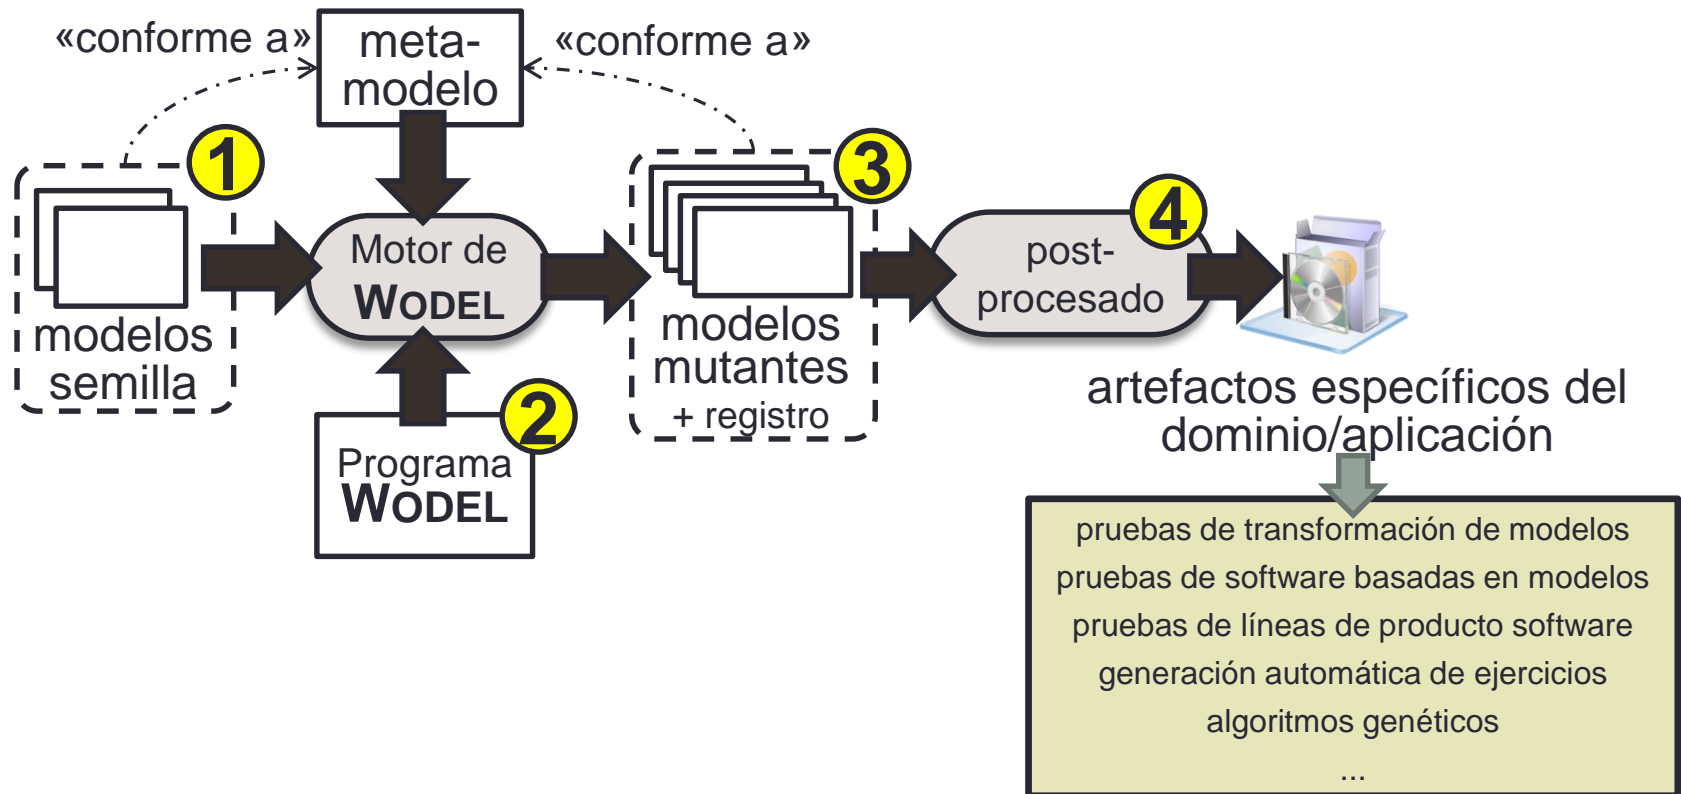 «conforme a»
meta-
modelo
«conforme a»
1
3
4
2
modelos
semilla
Motor de
WODEL
Programa
WODEL
modelos
mutantes
+ registro
post-
procesado
artefactos específicos del
dominio/aplicación
pruebas de transformación de modelos
pruebas de software basadas en modelos
pruebas de líneas de producto software
generación automática de ejercicios
algoritmos genéticos
...